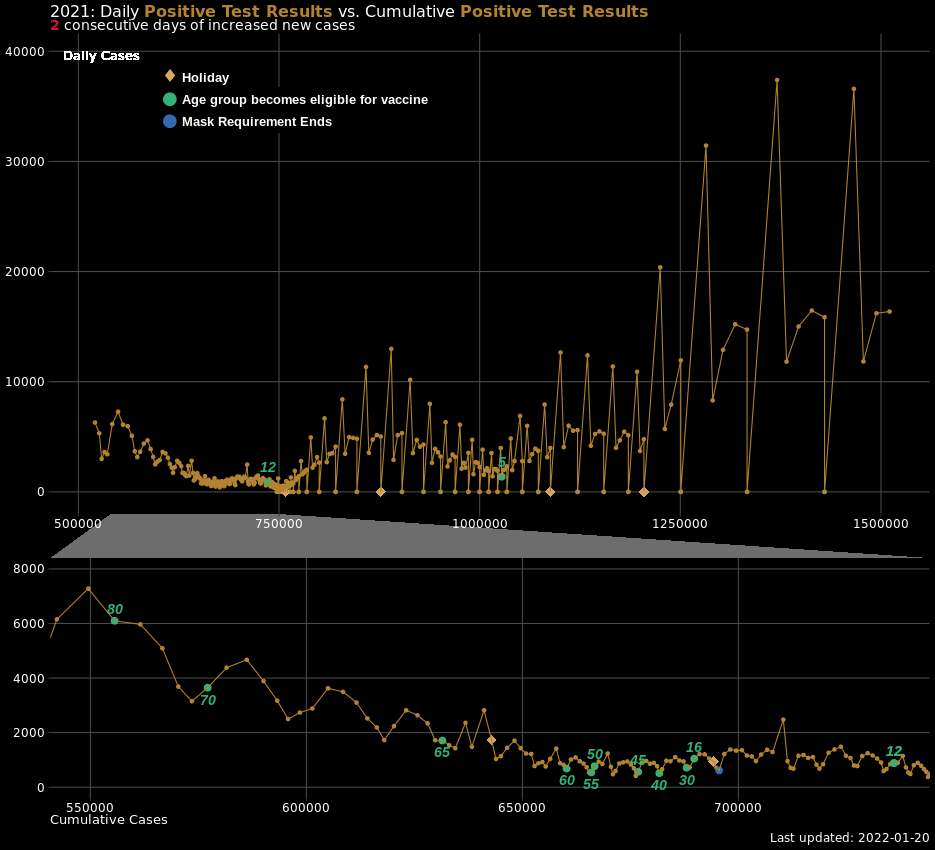 2021: Daily Positive Test Results vs. Cumulative Positive Test Results
2 consecutive days of increased new cases
40000
Daily Cases
Holiday
Age group becomes eligible for vaccine
Mask Requirement Ends
30000
20000
10000
12
5
0
500000 750000 1000000 1250000 1500000
8000
80
6000
70
4000
65
2000
60 55 50 45 40 30 16 12
0
550000 600000 650000 700000
Cumulative Cases
Last updated: 2022-01-20